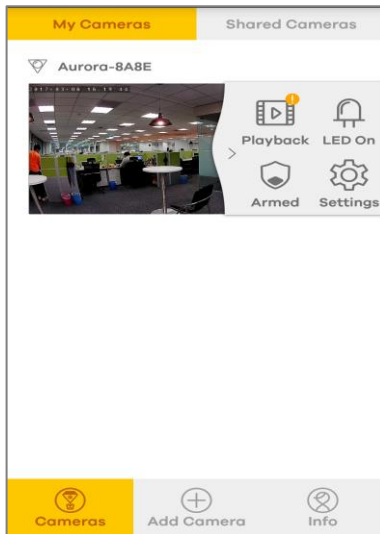 My Cameras
Shared Cameras
Aurora-8A8E
Playback
LED On
Armed
Settings
Cameras
Add Camera
Info